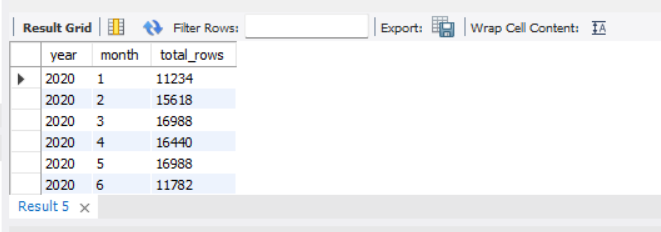 Result Grid Filter Rows: Export: Wrap Cell Content: IA
year month total_rows
2020 1 11234
2020 2 15618
2020 3 16988
2020 4 16440
2020 5 16988
2020 6 11782
Result 5 ×